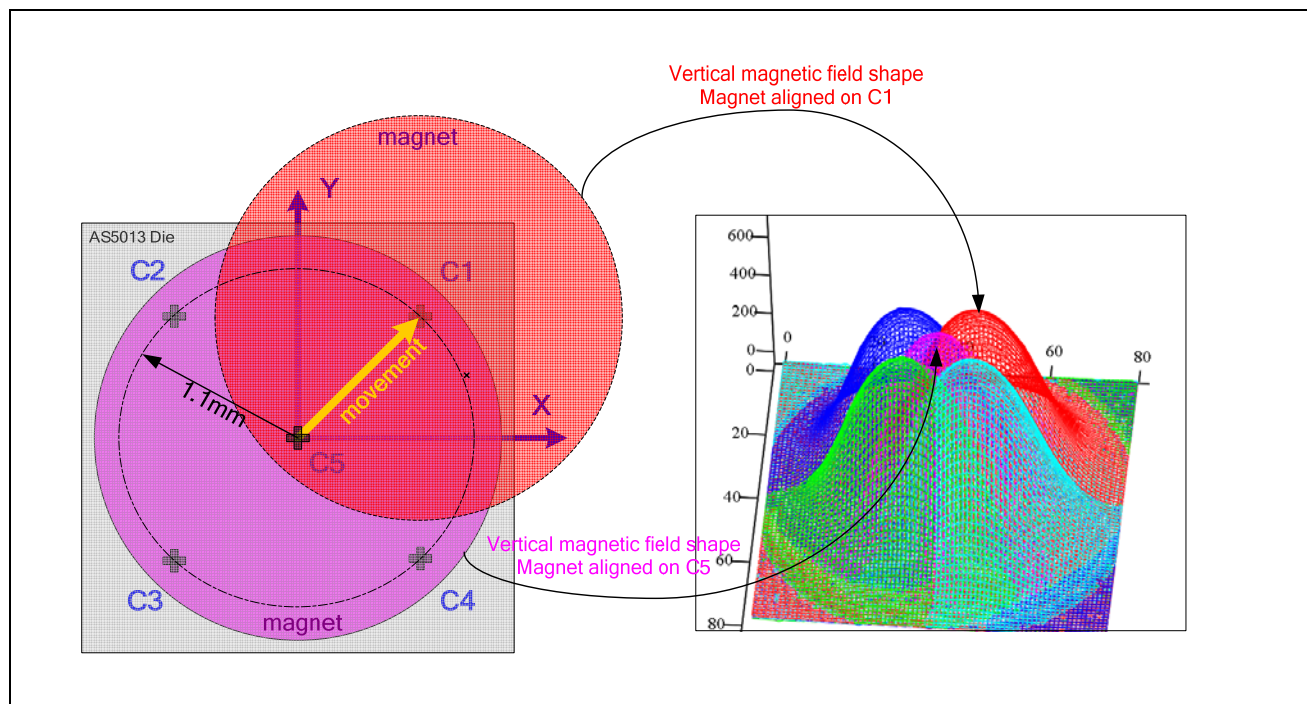 Vertical magnetic field shape
Magnet aligned on C1
magnet
Y
AS5013 Die
C2
C1
movement
1.1mm
X
C5
C3
C4
magnet
Vertical magnetic field shape
Magnet aligned on C5
600
400
200
0
0
0
60
80
20
40
60
80